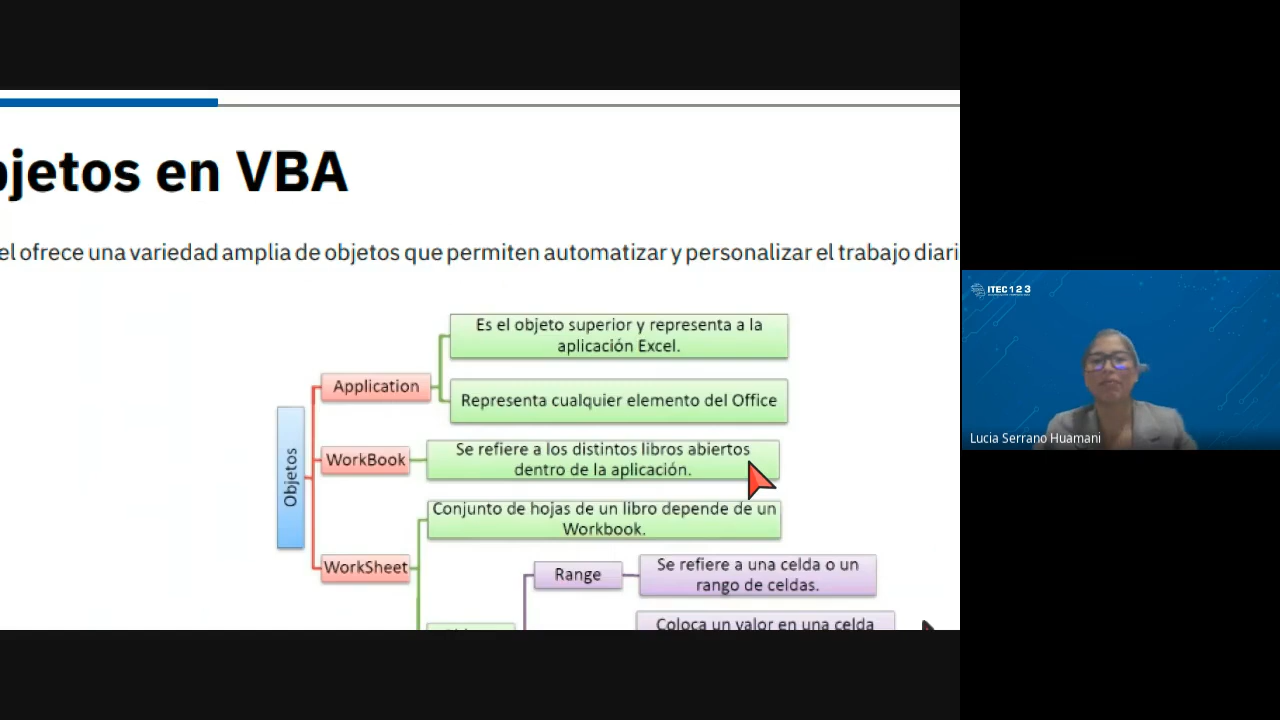 bjetos en VBA
el ofrece una variedad amplia de objetos que permiten automatizar y personalizar el trabajo diari
Es el objeto superior y representa a la
aplicación Excel.
Application
Representa cualquier elemento del Office
Objetos
WorkBook
Se refiere a los distintos libros abiertos
dentro de la aplicación.
Conjunto de hojas de un libro depende de un
Workbook.
WorkSheet
Range
Se refiere a una celda o un
rango de celdas.
Coloca un valor en una celda
ITEC 1 2 3
Lucia Serrano Huamani